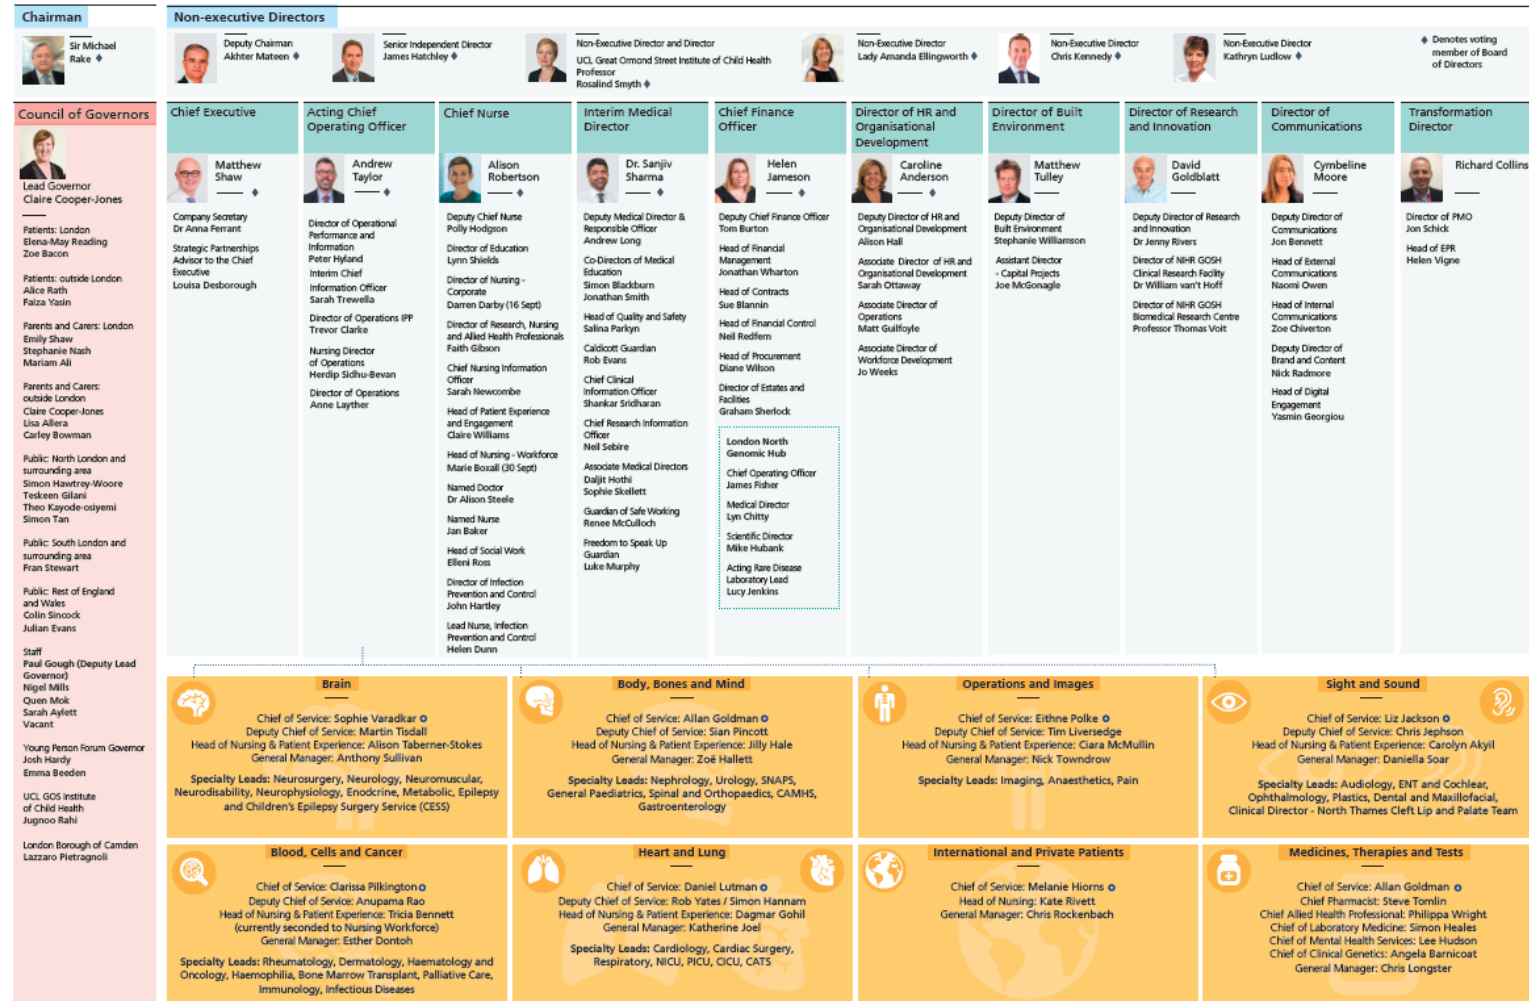 Chairman
Sir Michael
Rake
Non-executive Directors
Deputy Chairman
Akhter Mateen
Senior Independent Director
James Hatchley
Non-Executive Director and Director
UCL Great Ormond Street Institute of Child Health
Professor
Rosalind Smyth
Non-Executive Director
Lady Amanda Ellingworth
Non-Executive Director
Chris Kennedy
Non-Executive Director
Kathryn Ludlow
Denotes voting
member of Board
of Directors
Council of Governors
Lead Governor
Claire Cooper-Jones
Patients: London
Elena-May Reading
Zoe Bacon
Patients: outside London
Alice Rath
Faiza Yasin
Parents and Carers: London
Emily Shaw
Stephanie Nash
Mariam Ali
Parents and Carers:
outside London
Claire Cooper-Jones
Lisa Allera
Carley Bowman
Public: North London and
surrounding area
Simon Hawtrey-Woore
Teskeen Gilani
Theo Kayode-osiyemi
Simon Tan
Public: South London and
surrounding area
Fran Stewart
Public: Rest of England
and Wales
Colin Sincock
Julian Evans
Staff
Paul Gough (Deputy Lead
Governor)
Nigel Mills
Quen Mok
Sarah Aylett
Vacant
Young Person Forum Governor
Josh Hardy
Emma Beeden
UCL GOS Institute
of Child Health
Jugnoo Rahi
London Borough of Camden
Lazzaro Pietragnoli
Chief Executive
Matthew
Shaw
Company Secretary
Dr Anna Ferrant
Strategic Partnerships
Advisor to the Chief
Executive
Louisa Desborough
Acting Chief
Operating Officer
Andrew
Taylor
Director of Operational
Performance and
Information
Peter Hyland
Interim Chief
Information Officer
Sarah Trewella
Director of Operations IPP
Trevor Clarke
Nursing Director
of Operations
Herdip Sidhu-Bevan
Director of Operations
Anne Layther
Chief Nurse
Alison
Robertson
Deputy Chief Nurse
Polly Hodgson
Director of Education
Lynn Shields
Director of Nursing -
Corporate
Darren Darby (16 Sept)
Director of Research, Nursing
and Allied Health Professionals
Faith Gibson
Chief Nursing Information
Officer
Sarah Newcombe
Head of Patient Experience
and Engagement
Claire Williams
Head of Nursing - Workforce
Marie Boxall (30 Sept)
Named Doctor
Dr Alison Steele
Named Nurse
Jan Baker
Head of Social Work
Elleni Ross
Director of Infection
Prevention and Control
John Hartley
Lead Nurse, Infection
Prevention and Control
Helen Dunn
Interim Medical
Director
Dr. Sanjiv
Sharma
Deputy Medical Director &
Responsible Officer
Andrew Long
Co-Directors of Medical
Education
Simon Blackburn
Jonathan Smith
Head of Quality and Safety
Salina Parkyn
Caldicott Guardian
Rob Evans
Chief Clinical
Information Officer
Shankar Sridharan
Chief Research Information
Officer
Neil Sebire
Associate Medical Directors
Daljit Hothi
Sophie Skellett
Guardian of Safe Working
Renee McCulloch
Freedom to Speak Up
Guardian
Luke Murphy
Chief Finance
Officer
Helen
Jameson
Deputy Chief Finance Officer
Tom Burton
Head of Financial
Management
Jonathan Wharton
Head of Contracts
Sue Blannin
Head of Financial Control
Neil Redfern
Head of Procurement
Diane Wilson
Director of Estates and
Facilities
Graham Sherlock
London North
Genomic Hub
Chief Operating Officer
James Fisher
Medical Director
Lyn Chitty
Scientific Director
Mike Hubank
Acting Rare Disease
Laboratory Lead
Lucy Jenkins
Director of HR and
Organisational
Development
Caroline
Anderson
Deputy Director of HR and
Organisational Development
Alison Hall
Associate Director of HR and
Organisational Development
Sarah Ottaway
Associate Director of
Operations
Matt Guilfoyle
Associate Director of
Workforce Development
Jo Weeks
Director of Built
Environment
Matthew
Tulley
Deputy Director of
Built Environment
Stephanie Williamson
Assistant Director
- Capital Projects
Joe McGonagle
Director of Research
and Innovation
David
Goldblatt
Deputy Director of Research
and Innovation
Dr Jenny Rivers
Director of NIHR GOSH
Clinical Research Facility
Dr William van't Hoff
Director of NIHR GOSH
Biomedical Research Centre
Professor Thomas Voit
Director of
Communications
Cymbeline
Moore
Deputy Director of
Communications
Jon Bennett
Head of External
Communications
Naomi Owen
Head of Internal
Communications
Zoe Chiverton
Deputy Director of
Brand and Content
Nick Radmore
Head of Digital
Engagement
Yasmin Georgiou
Transformation
Director
Richard Collins
Director of PMO
Jon Schick
Head of EPR
Helen Vigne
Brain
Chief of Service: Sophie Varadkar
Deputy Chief of Service: Martin Tisdall
Head of Nursing & Patient Experience: Alison Taberner-Stokes
General Manager: Anthony Sullivan
Specialty Leads: Neurosurgery, Neurology, Neuromuscular,
Neurodisability, Neurophysiology, Enodcrine, Metabolic, Epilepsy
and Children's Epilepsy Surgery Service (CESS)
Body, Bones and Mind
Chief of Service: Allan Goldman
Deputy Chief of Service: Sian Pincott
Head of Nursing & Patient Experience: Jilly Hale
General Manager: Zoë Hallett
Specialty Leads: Nephrology, Urology, SNAPS,
General Paediatrics, Spinal and Orthopaedics, CAMHS,
Gastroenterology
Operations and Images
Chief of Service: Eithne Polke
Deputy Chief of Service: Tim Liversedge
Head of Nursing & Patient Experience: Ciara McMullin
General Manager: Nick Towndrow
Specialty Leads: Imaging, Anaesthetics, Pain
Sight and Sound
Chief of Service: Liz Jackson
Deputy Chief of Service: Chris Jephson
Head of Nursing & Patient Experience: Carolyn Akyil
General Manager: Daniella Soar
Specialty Leads: Audiology, ENT and Cochlear,
Ophthalmology, Plastics, Dental and Maxillofacial,
Clinical Director - North Thames Cleft Lip and Palate Team
Blood, Cells and Cancer
Chief of Service: Clarissa Pilkington
Deputy Chief of Service: Anupama Rao
Head of Nursing & Patient Experience: Tricia Bennett
(currently seconded to Nursing Workforce)
General Manager: Esther Dontoh
Specialty Leads: Rheumatology, Dermatology, Haematology and
Oncology, Haemophilia, Bone Marrow Transplant, Palliative Care,
Immunology, Infectious Diseases
Heart and Lung
Chief of Service: Daniel Lutman
Deputy Chief of Service: Rob Yates / Simon Hannam
Head of Nursing & Patient Experience: Dagmar Gohil
General Manager: Katherine Joel
Specialty Leads: Cardiology, Cardiac Surgery,
Respiratory, NICU, PICU, CICU, CATS
International and Private Patients
Chief of Service: Melanie Hiorns
Head of Nursing: Kate Rivett
General Manager: Chris Rockenbach
Medicines, Therapies and Tests
Chief of Service: Allan Goldman
Chief Pharmacist: Steve Tomlin
Chief Allied Health Professional: Philippa Wright
Chief of Laboratory Medicine: Simon Heales
Chief of Mental Health Services: Lee Hudson
Chief of Clinical Genetics: Angela Barnicoat
General Manager: Chris Longster